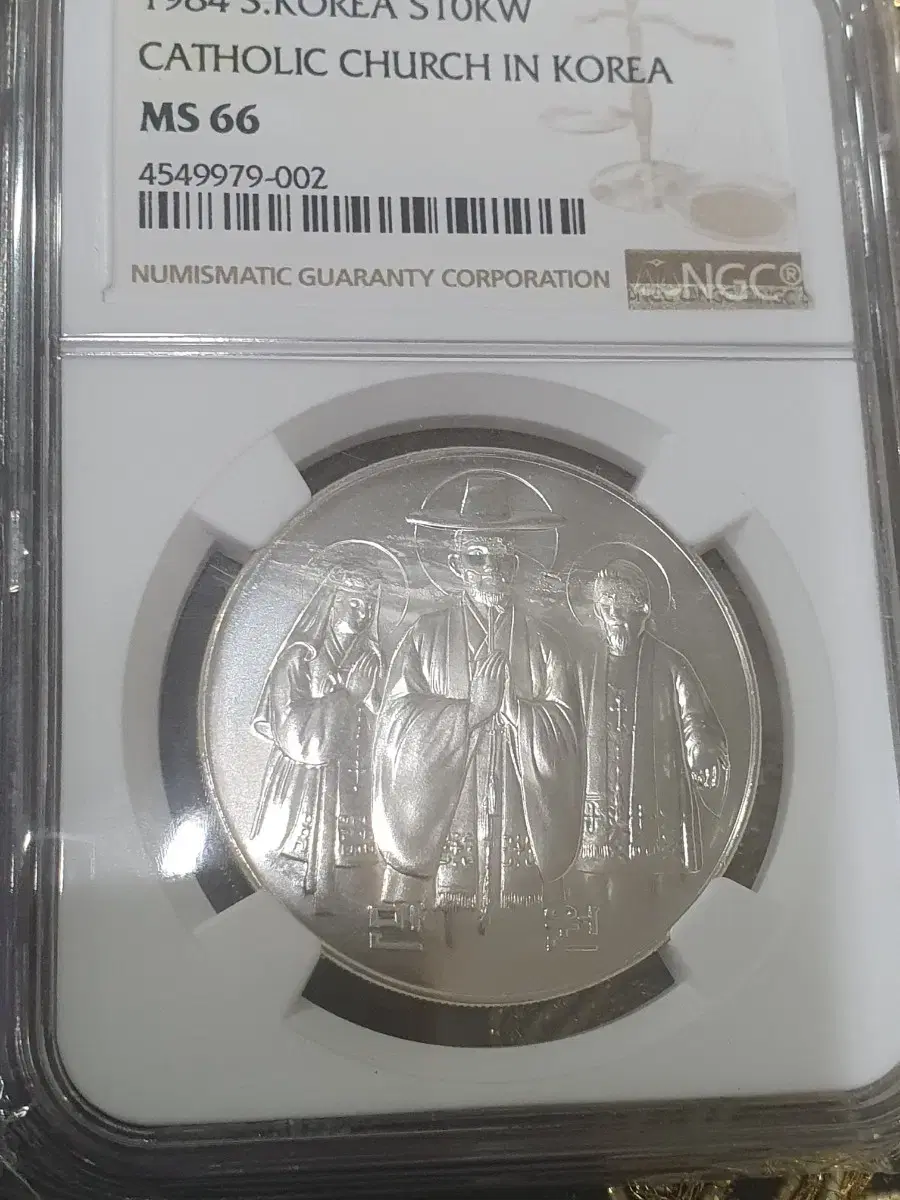 1984 S.KOREA S10KW
CATHOLIC CHURCH IN KOREA
MS 66
4549979-002
NUMISMATIC GUARANTY CORPORATION
NGC®
만 원